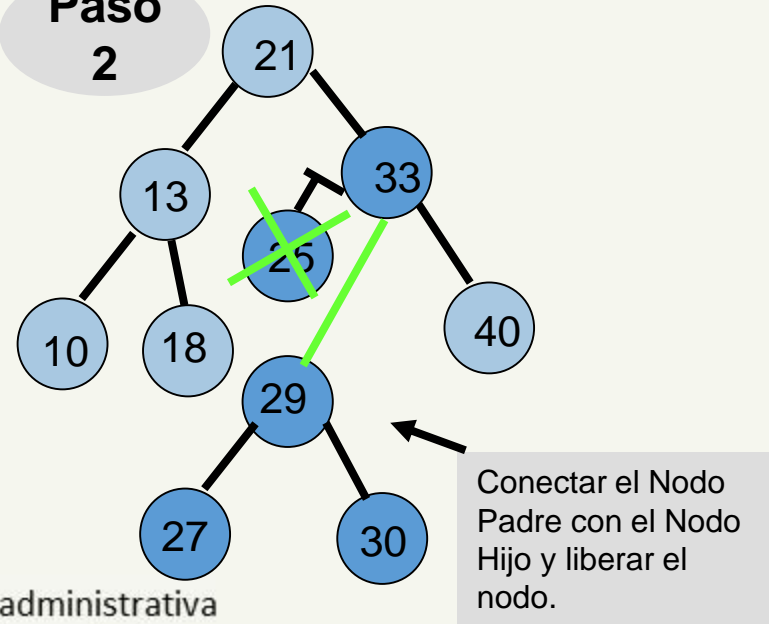 Paso
2
21
33
13
25
10
18
40
29
27
30
Conectar el Nodo
Padre con el Nodo
Hijo y liberar el
nodo.
administrativa